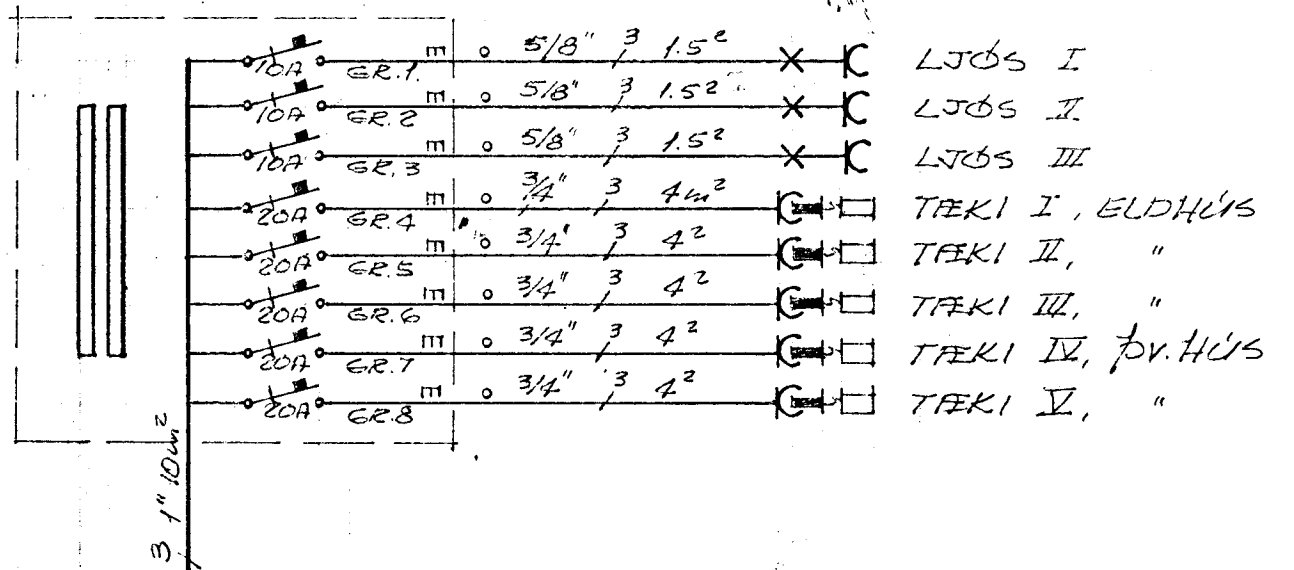 10A GR.1. E 5/8" 3 1.5² LJÓS I
10A GR.2 E 5/8" 3 1.5² LJÓS II
10A GR.3 E 5/8" 3 1.5² LJÓS III
20A GR.4 E 3/4" 3 4m² TÆKI I, ELDHÚS
20A GR.5 E 3/4" 3 4² TÆKI II, "
20A GR.6 E 3/4" 3 4² TÆKI III, "
20A GR.7 E 3/4" 3 4² TÆKI IV, ÞV.HÚS
20A GR.8 E 3/4" 3 4² TÆKI V, "
3 1" 10m²